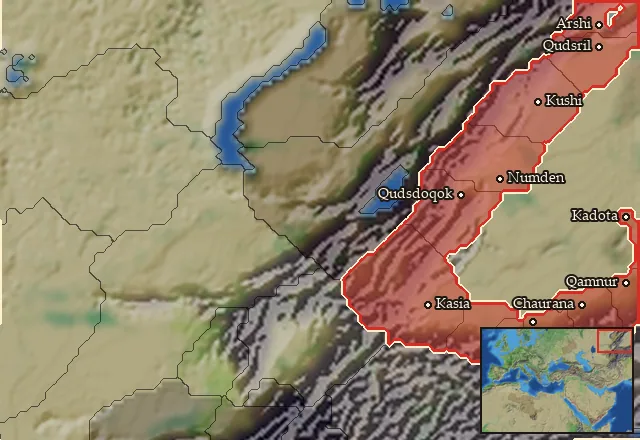 Arshi
Qudsril
Kushi
Numden
Qudsdoqok
Kadota
Qamnur
Kasia
Chaurana